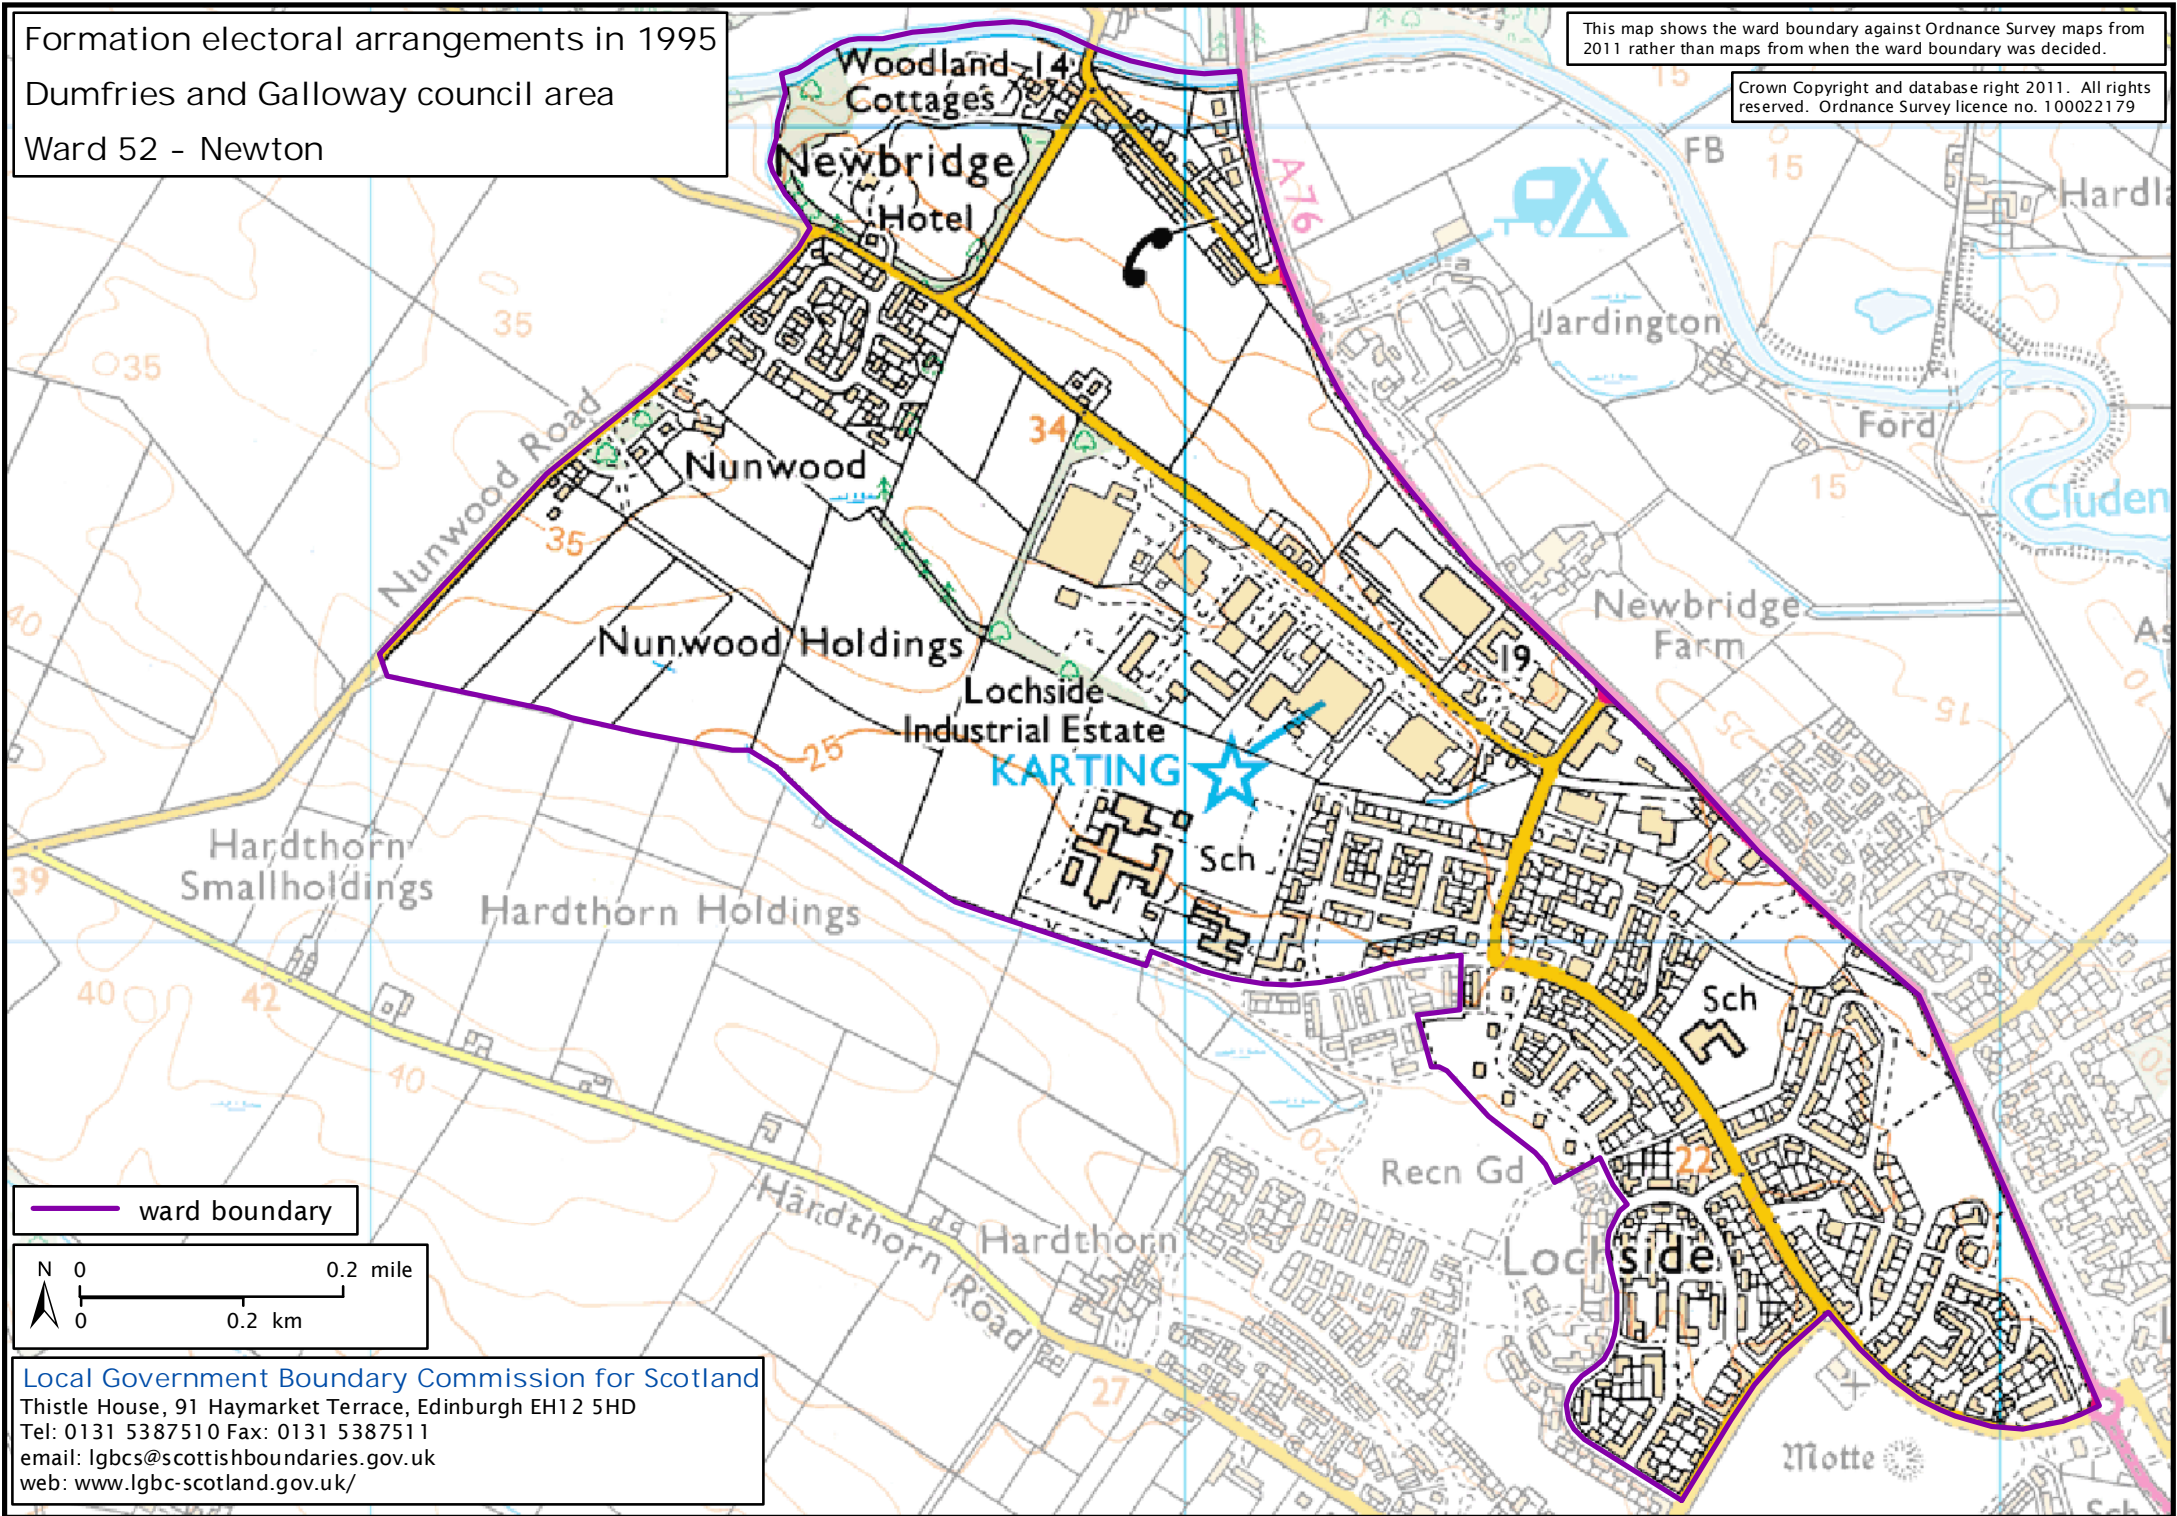 Formation electoral arrangements in 1995
Dumfries and Galloway council area
Ward 52 - Newton
This map shows the ward boundary against Ordnance Survey maps from
2011 rather than maps from when the ward boundary was decided.
Crown Copyright and database right 2011. All rights
reserved. Ordnance Survey licence no. 100022179
Woodland
14
Cottages
15
FB
15
Newbridge
A76
Hotel
35
Jardington
35
34
Ford
Nunwood Road
Nunwood
15
Cluden
35
40
Newbridge
Farm
Nunwood Holdings
19
Lochside
Industrial Estate
25
KARTING
15
25
10
Hardthorn
Smallholdings
Sch
39
Hardthorn Holdings
40
42
Sch
40
20
20
Recn Gd
22
Hardthorn Road
Hardthorn
Lochside
27
Motte
Sch
ward boundary
N 0 0.2 mile
0 0.2 km
Local Government Boundary Commission for Scotland
Thistle House, 91 Haymarket Terrace, Edinburgh EH12 5HD
Tel: 0131 5387510 Fax: 0131 5387511
email: lgbcs@scottishboundaries.gov.uk
web: www.lgbc-scotland.gov.uk/